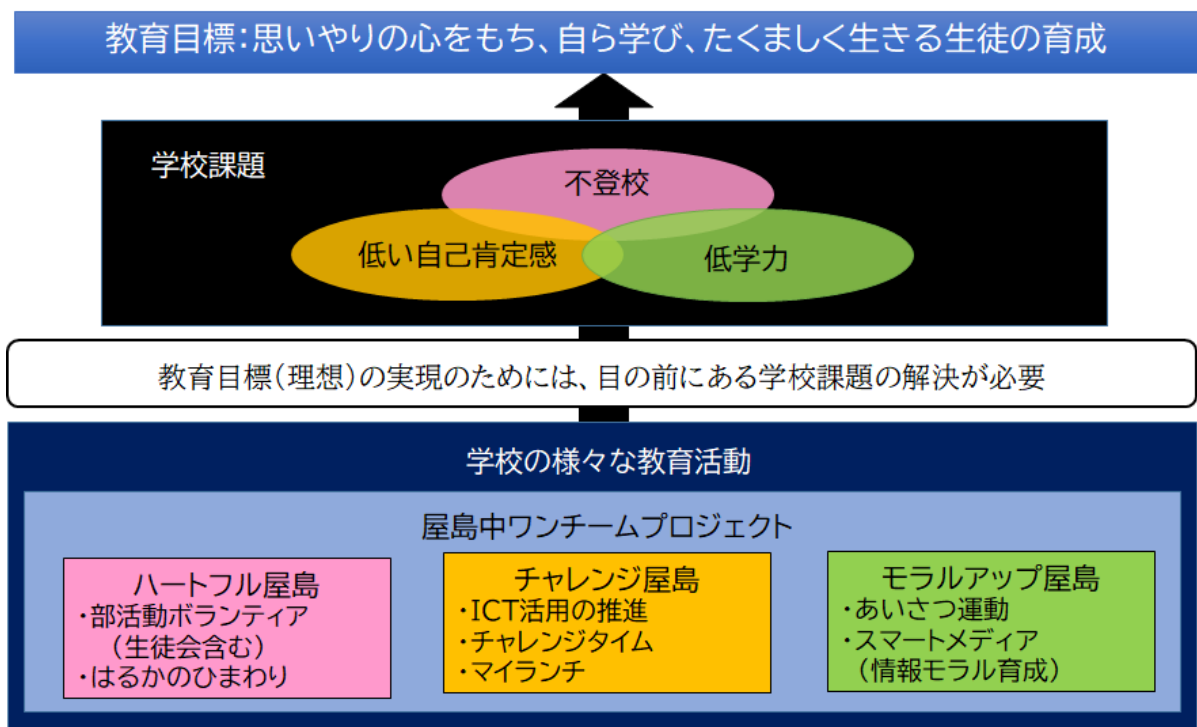 教育目標：思いやりの心をもち、自ら学び、たくましく生きる生徒の育成
学校課題
不登校
低い自己肯定感
低学力
教育目標（理想）の実現のためには、目の前にある学校課題の解決が必要
学校の様々な教育活動
屋島中ワンチームプロジェクト
ハートフル屋島
・部活動ボランティア
（生徒会含む）
・はるかのひまわり
チャレンジ屋島
・ICT活用の推進
・チャレンジタイム
・マイランチ
モラルアップ屋島
・あいさつ運動
・スマートメディア
（情報モラル育成）